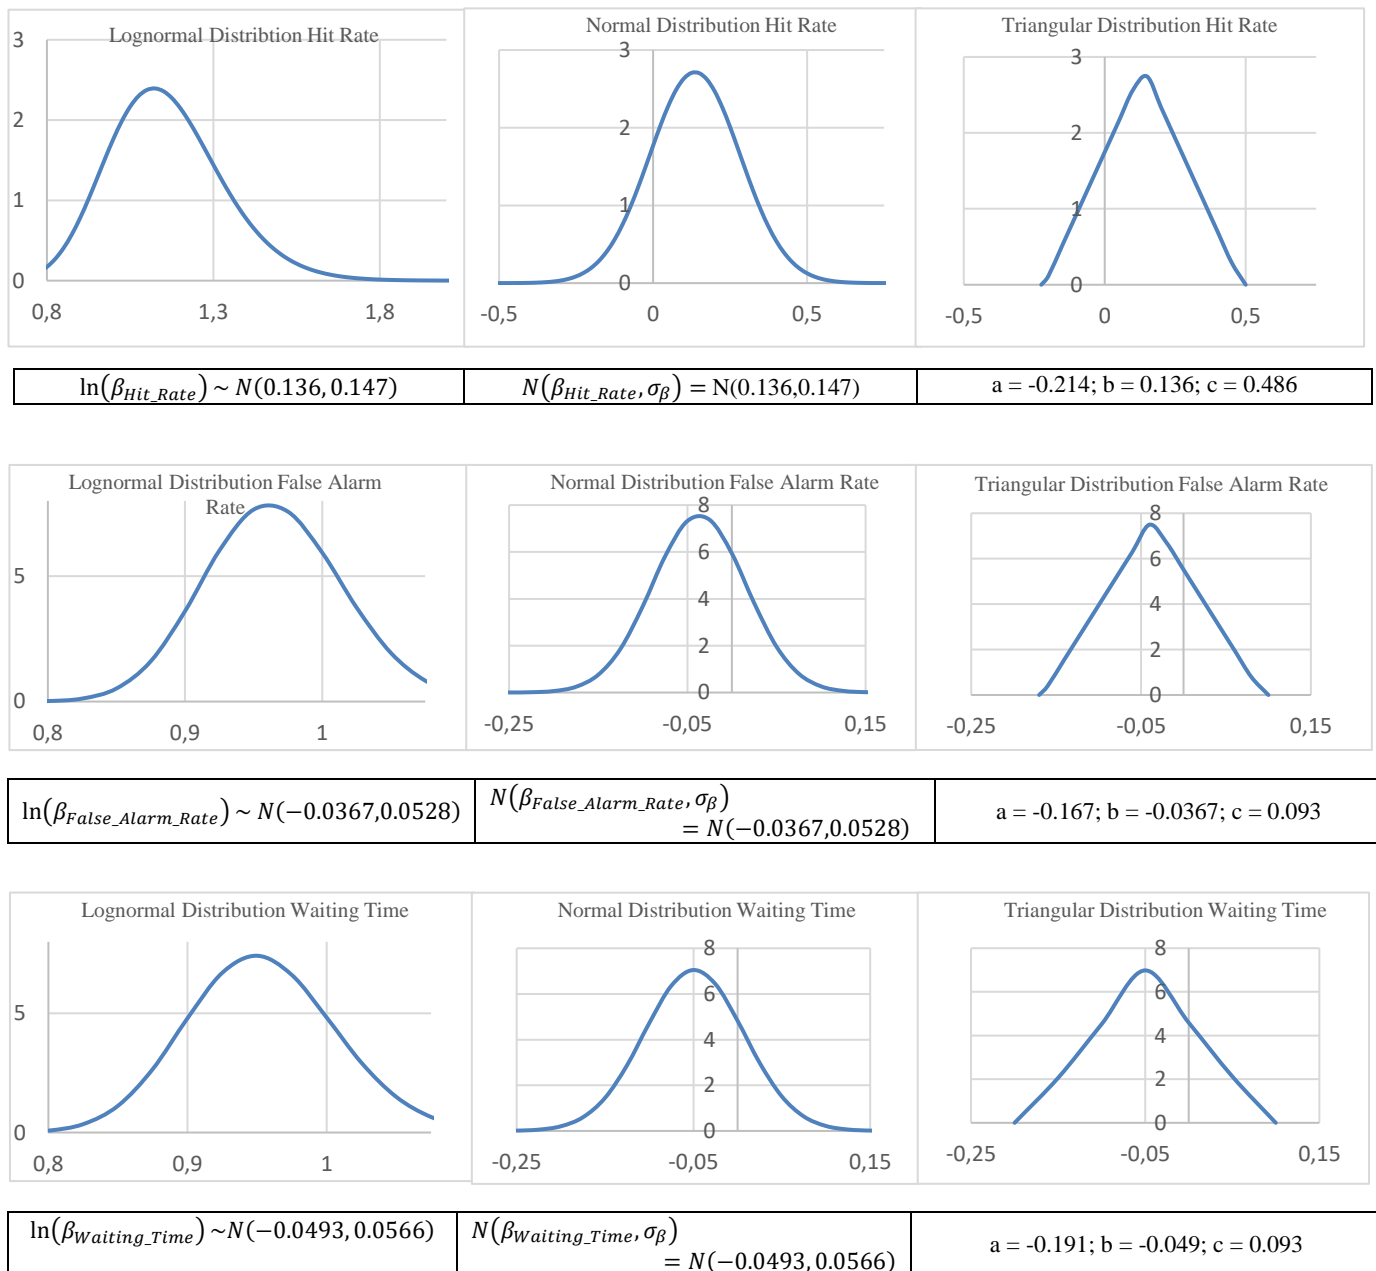 Lognormal Distribtion Hit Rate
3
2
1
0
0,8 1,3 1,8
Normal Distribution Hit Rate
3
2
1
0
-0,5 0 0,5
Triangular Distribution Hit Rate
3
2
1
0
-0,5 0 0,5
ln(β_Hit_Rate) ~ N(0.136, 0.147)
N(β_Hit_Rate, σ_β) = N(0.136,0.147)
a = -0.214; b = 0.136; c = 0.486
Lognormal Distribution False Alarm
Rate
5
0
0,8 0,9 1
Normal Distribution False Alarm Rate
8
6
4
2
0
-0,25 -0,05 0,15
Triangular Distribution False Alarm Rate
8
6
4
2
0
-0,25 -0,05 0,15
ln(β_False_Alarm_Rate) ~ N(−0.0367,0.0528)
N(β_False_Alarm_Rate, σ_β)
= N(−0.0367,0.0528)
a = -0.167; b = -0.0367; c = 0.093
Lognormal Distribution Waiting Time
5
0
0,8 0,9 1
Normal Distribution Waiting Time
8
6
4
2
0
-0,25 -0,05 0,15
Triangular Distribution Waiting Time
8
6
4
2
0
-0,25 -0,05 0,15
ln(β_Waiting_Time) ~N(−0.0493, 0.0566)
N(β_Waiting_Time, σ_β)
= N(−0.0493, 0.0566)
a = -0.191; b = -0.049; c = 0.093